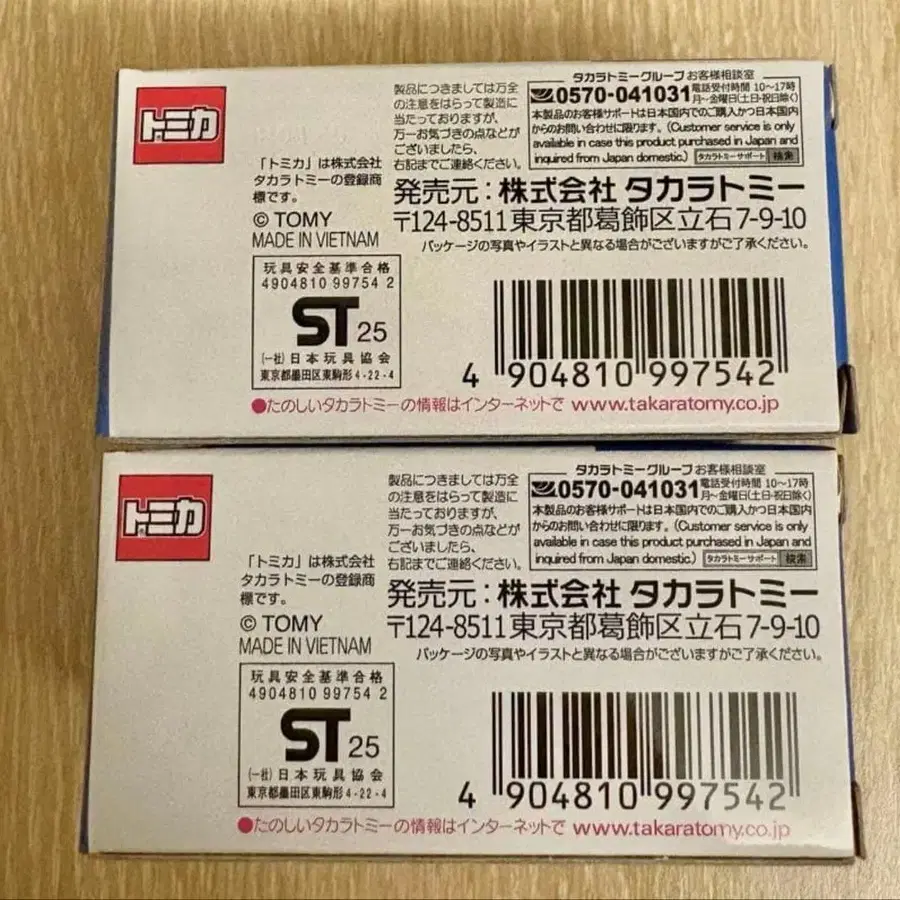 トミカ
「トミカ」は株式会社
タカラトミーの登録商
標です。
© TOMY
MADE IN VIETNAM
製品につきましては万全
の注意をはらって製造に
当たっておりますが、
万一お気づきの点などが
ございましたら、
右記までご連絡ください。
タカラトミーグループ お客様相談室
0570-041031 電話受付時間 10〜17時
月〜金曜日(土・日・祝日除く)
本製品のお客様サポートは日本国内でのご購入かつ日本国内
からのお問い合わせに限ります。(Customer service is only
available in case this product purchased in Japan and
inquired from Japan domestic.) タカラトミーサポート 検索
発売元:株式会社 タカラトミー
〒124-8511東京都葛飾区立石7-9-10
パッケージの写真やイラストと異なる場合がございますがご了承ください。
玩具安全基準合格
4904810 99754 2
ST 25
(一社)日本玩具協会
東京都墨田区東駒形4-22-4
4 904810 997542
●たのしいタカラトミーの情報はインターネットで www.takaratomy.co.jp
トミカ
「トミカ」は株式会社
タカラトミーの登録商
標です。
© TOMY
MADE IN VIETNAM
製品につきましては万全
の注意をはらって製造に
当たっておりますが、
万一お気づきの点などが
ございましたら、
右記までご連絡ください。
タカラトミーグループ お客様相談室
0570-041031 電話受付時間 10〜17時
月〜金曜日(土・日・祝日除く)
本製品のお客様サポートは日本国内でのご購入かつ日本国内
からのお問い合わせに限ります。(Customer service is only
available in case this product purchased in Japan and
inquired from Japan domestic.) タカラトミーサポート 検索
発売元:株式会社 タカラトミー
〒124-8511東京都葛飾区立石7-9-10
パッケージの写真やイラストと異なる場合がございますがご了承ください。
玩具安全基準合格
4904810 99754 2
ST 25
(一社)日本玩具協会
東京都墨田区東駒形4-22-4
4 904810 997542
●たのしいタカラトミーの情報はインターネットで www.takaratomy.co.jp